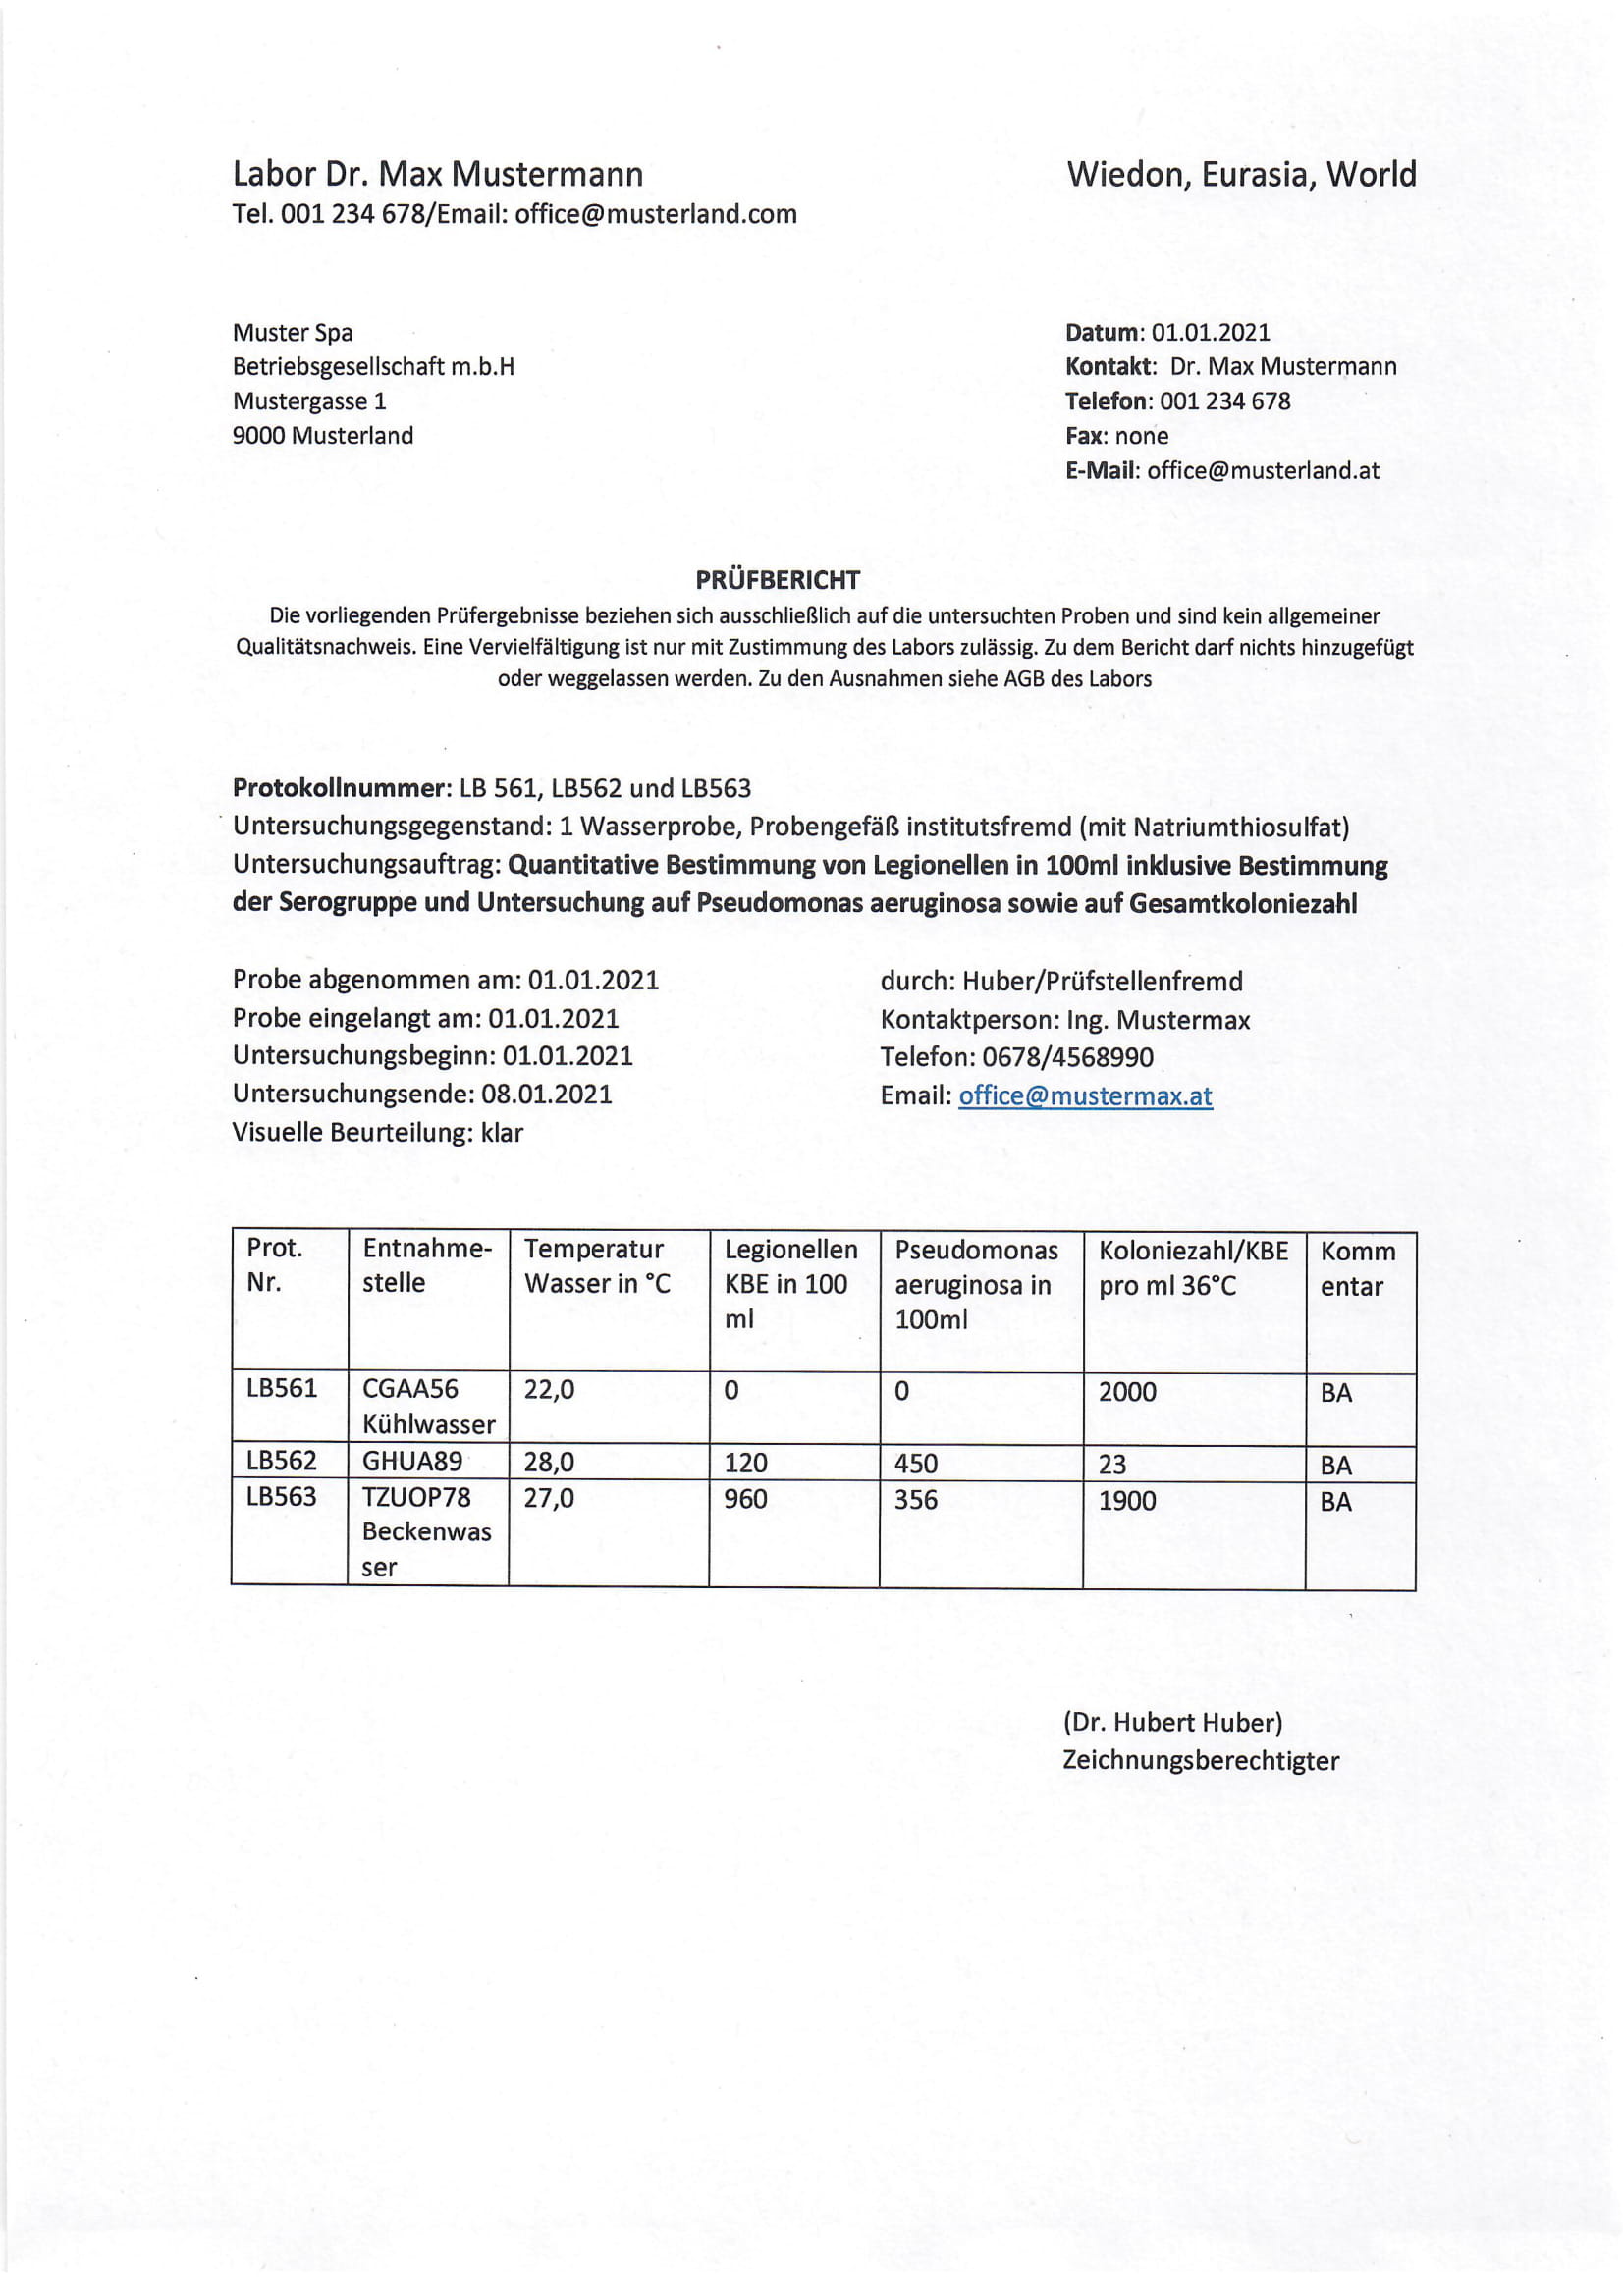 Labor Dr. Max Mustermann
Wiedon, Eurasia, World
Tel. 001 234 678/Email: office@musterland.com
Muster Spa
Betriebsgesellschaft m.b.H
Mustergasse 1
9000 Musterland
Datum: 01.01.2021
Kontakt: Dr. Max Mustermann
Telefon: 001 234 678
Fax: none
E-Mail: office@musterland.at
PRÜFBERICHT
Die vorliegenden Prüfergebnisse beziehen sich ausschließlich auf die untersuchten Proben und sind kein allgemeiner
Qualitätsnachweis. Eine Vervielfältigung ist nur mit Zustimmung des Labors zulässig. Zu dem Bericht darf nichts hinzugefügt
oder weggelassen werden. Zu den Ausnahmen siehe AGB des Labors
Protokollnummer: LB 561, LB562 und LB563
Untersuchungsgegenstand: 1 Wasserprobe, Probengefäß institutsfremd (mit Natriumthiosulfat)
Untersuchungsauftrag: Quantitative Bestimmung von Legionellen in 100ml inklusive Bestimmung
der Serogruppe und Untersuchung auf Pseudomonas aeruginosa sowie auf Gesamtkoloniezahl
Probe abgenommen am: 01.01.2021
Probe eingelangt am: 01.01.2021
Untersuchungsbeginn: 01.01.2021
Untersuchungsende: 08.01.2021
Visuelle Beurteilung: klar
durch: Huber/Prüfstellenfremd
Kontaktperson: Ing. Mustermax
Telefon: 0678/4568990
Email: office@mustermax.at
Prot. Entnahme- Temperatur Legionellen Pseudomonas Koloniezahl/KBE Komm
Nr. stelle Wasser in °C KBE in 100 aeruginosa in pro ml 36°C entar
ml 100ml
LB561 CGAA56 22,0 0 0 2000 BA
Kühlwasser
LB562 GHUA89 28,0 120 450 23 BA
LB563 TZUOP78 27,0 960 356 1900 BA
Beckenwas
ser
(Dr. Hubert Huber)
Zeichnungsberechtigter